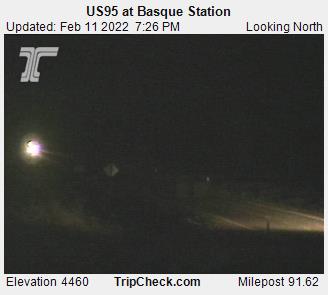 US95 at Basque Station
Updated: Feb 11 2022 7:26 PM Looking North
Elevation 4460 TripCheck.com Milepost 91.62